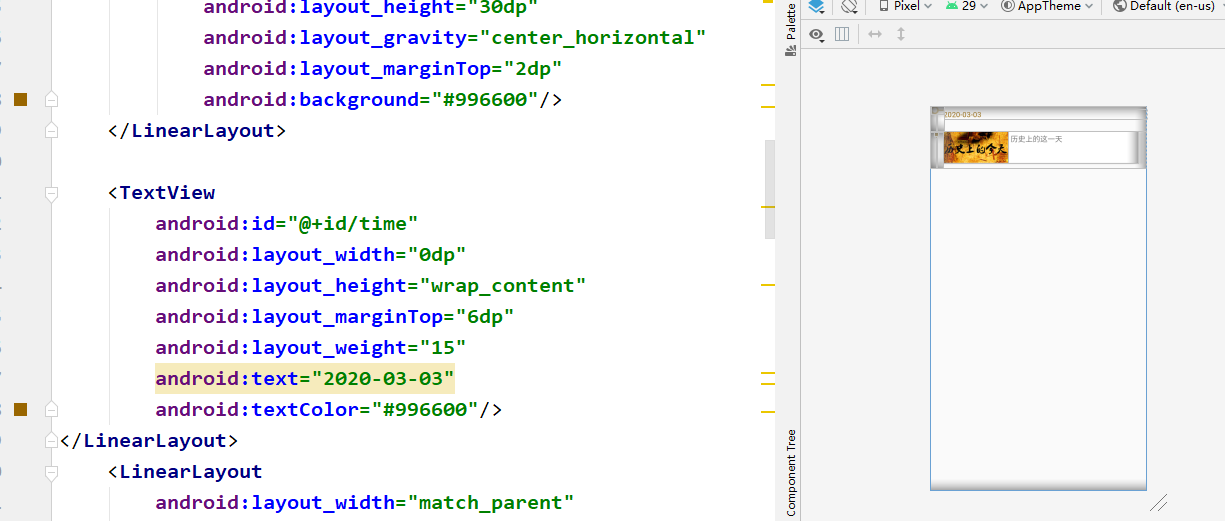 android:layout_height="30dp"
android:layout_gravity="center_horizontal"
android:layout_marginTop="2dp"
android:background="#996600"/>
</LinearLayout>
<TextView
android:id="@+id/time"
android:layout_width="0dp"
android:layout_height="wrap_content"
android:layout_marginTop="6dp"
android:layout_weight="15"
android:text="2020-03-03"
android:textColor="#996600"/>
</LinearLayout>
<LinearLayout
android:layout_width="match_parent"
Palette
Component Tree
Pixel
29
AppTheme
Default (en-us)
2020-03-03
历史上的今天
历史上的这一天